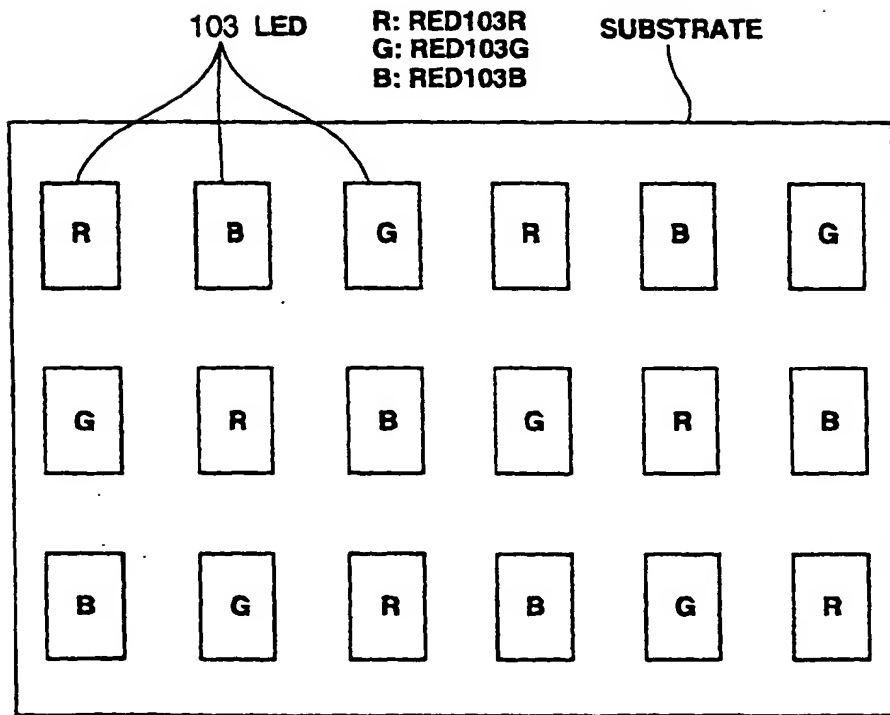 103 LED
R: RED103R
G: RED103G
B: RED103B
SUBSTRATE
R B G R B G
G R B G R B
B G R B G R